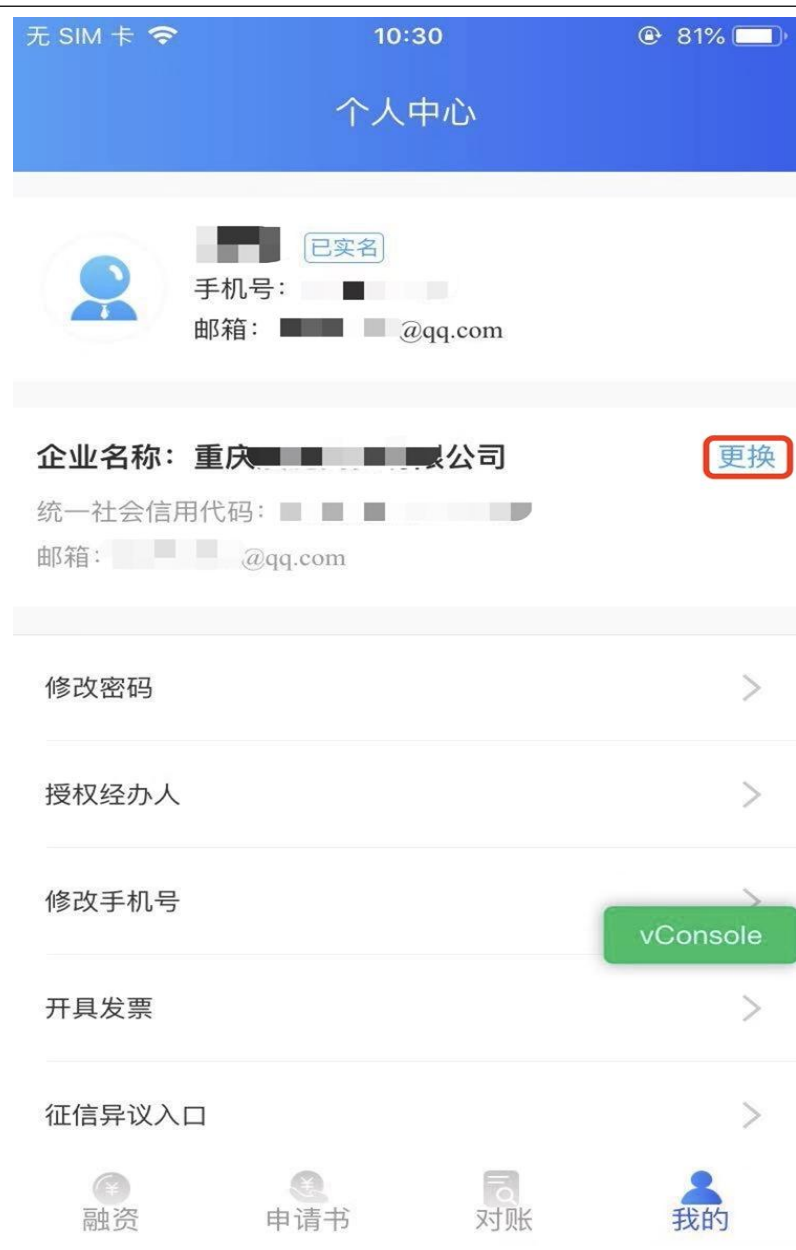 无 SIM 卡 10:30 81%
个人中心
已实名
手机号：
邮箱： @qq.com
企业名称：重庆 公司 更换
统一社会信用代码：
邮箱： @qq.com
修改密码
授权经办人
修改手机号
vConsole
开具发票
征信异议入口
融资 申请书 对账 我的